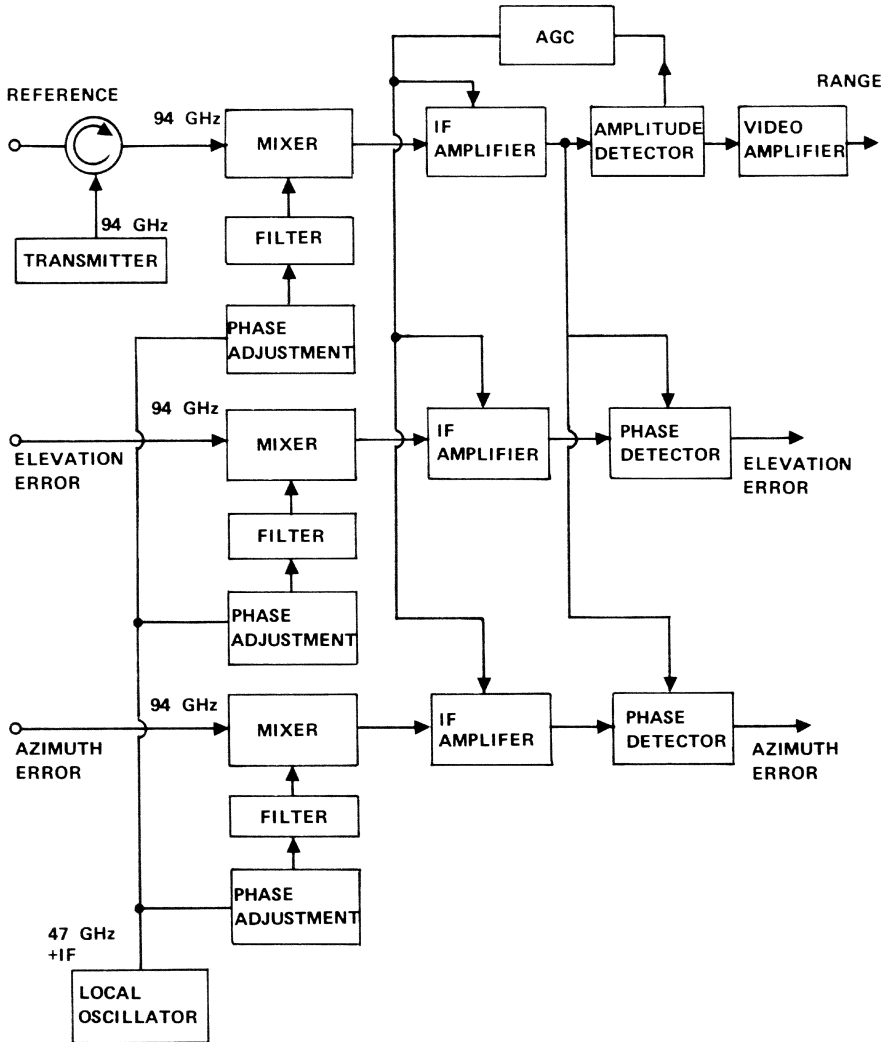 AGC
REFERENCE
RANGE
94 GHz
MIXER
IF
AMPLIFIER
AMPLITUDE
DETECTOR
VIDEO
AMPLIFIER
94 GHz
TRANSMITTER
FILTER
PHASE
ADJUSTMENT
94 GHz
MIXER
IF
AMPLIFIER
PHASE
DETECTOR
ELEVATION
ERROR
ELEVATION
ERROR
FILTER
PHASE
ADJUSTMENT
94 GHz
MIXER
IF
AMPLIFER
PHASE
DETECTOR
AZIMUTH
ERROR
AZIMUTH
ERROR
FILTER
PHASE
ADJUSTMENT
47 GHz
+IF
LOCAL
OSCILLATOR